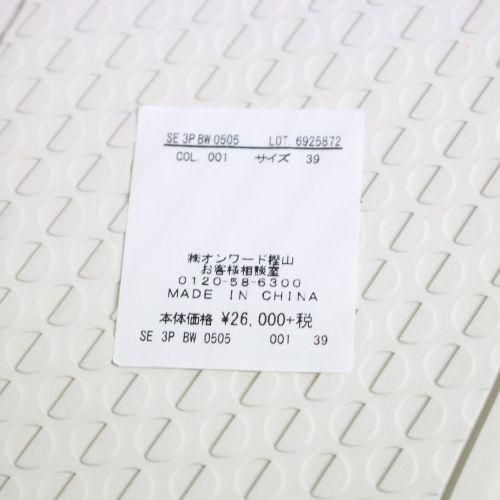 SE 3P BW 0505 LOT. 6925872
COL. 001 サイズ 39
㈱オンワード樫山
お客様相談室
0120-58-6300
MADE IN CHINA
本体価格 ¥26,000+税
SE 3P BW 0505 001 39